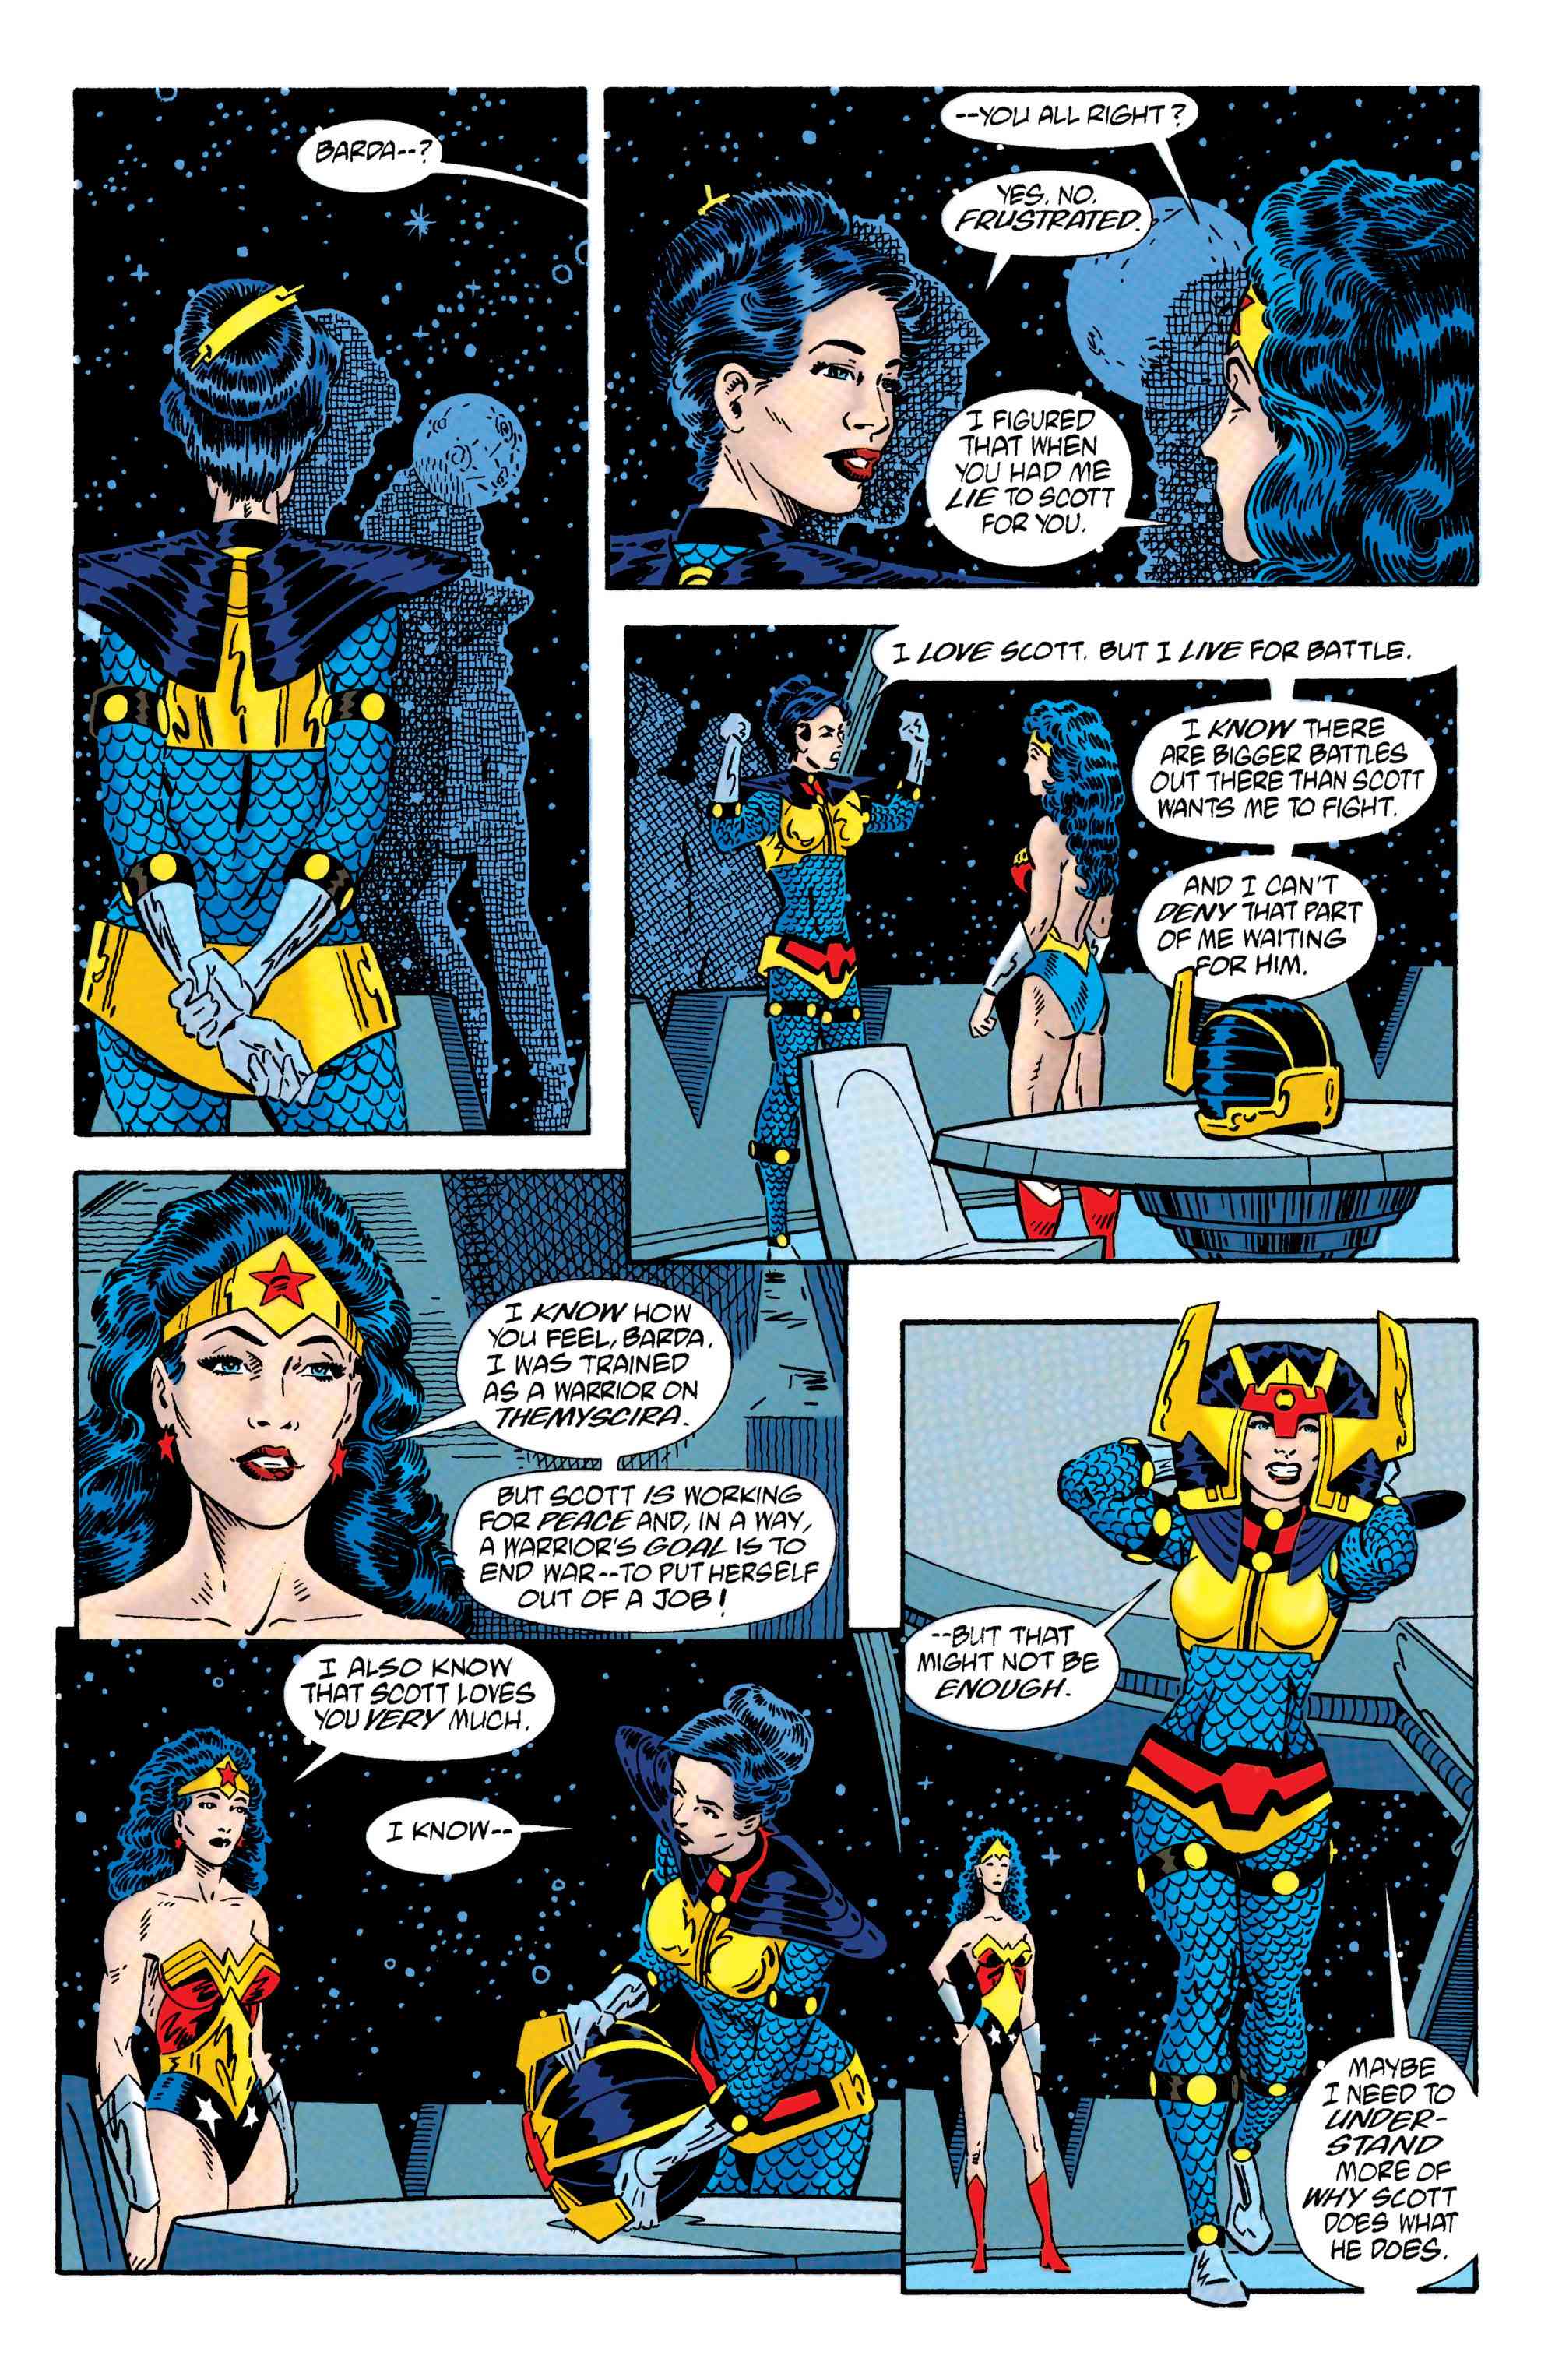 BARDA--?
--YOU ALL RIGHT?
YES. NO.
FRUSTRATED.
I FIGURED
THAT WHEN
YOU HAD ME
LIE TO SCOTT
FOR YOU.
I LOVE SCOTT. BUT I LIVE FOR BATTLE.
I KNOW THERE
ARE BIGGER BATTLES
OUT THERE THAN SCOTT
WANTS ME TO FIGHT.
AND I CAN'T
DENY THAT PART
OF ME WAITING
FOR HIM.
I KNOW HOW
YOU FEEL, BARDA.
I WAS TRAINED
AS A WARRIOR ON
THEMYSCIRA.
BUT SCOTT IS WORKING
FOR PEACE AND, IN A WAY,
A WARRIOR'S GOAL IS TO
END WAR--TO PUT HERSELF
OUT OF A JOB!
I ALSO KNOW
THAT SCOTT LOVES
YOU VERY MUCH.
I KNOW--
--BUT THAT
MIGHT NOT BE
ENOUGH.
MAYBE
I NEED TO
UNDER-
STAND
MORE OF
WHY SCOTT
DOES WHAT
HE DOES.